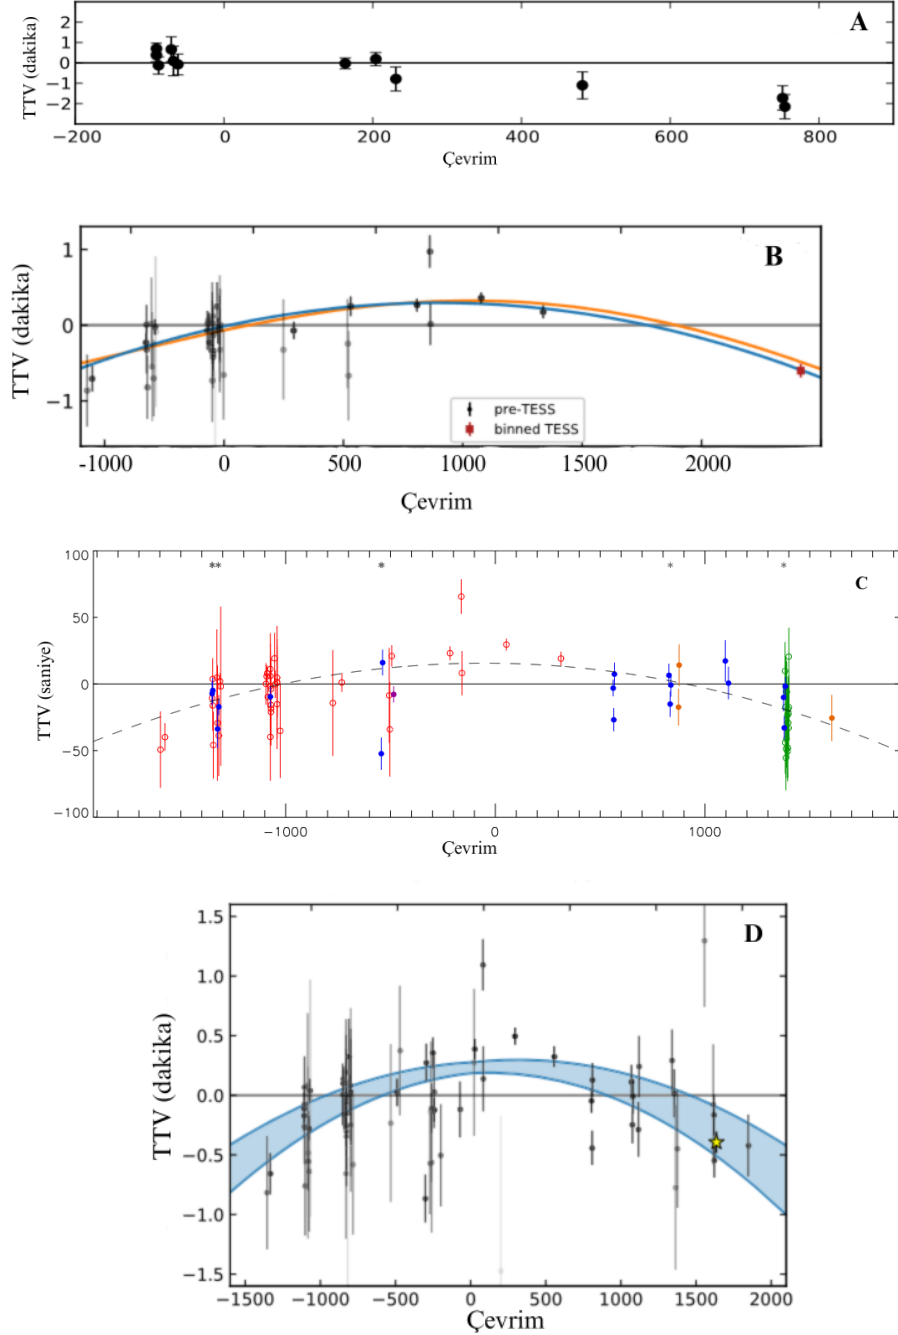 A
TTV (dakika)
2
1
0
−1
−2
−200 0 200 400 600 800
Çevrim
B
TTV (dakika)
1
0
−1
pre-TESS
binned TESS
-1000 0 500 1000 1500 2000
Çevrim
100
** * * *
C
TTV (saniye)
50
0
−50
−100
−1000 0 1000
Çevrim
D
TTV (dakika)
1.5
1.0
0.5
0.0
−0.5
−1.0
−1.5
−1500 −1000 −500 0 500 1000 1500 2000
Çevrim